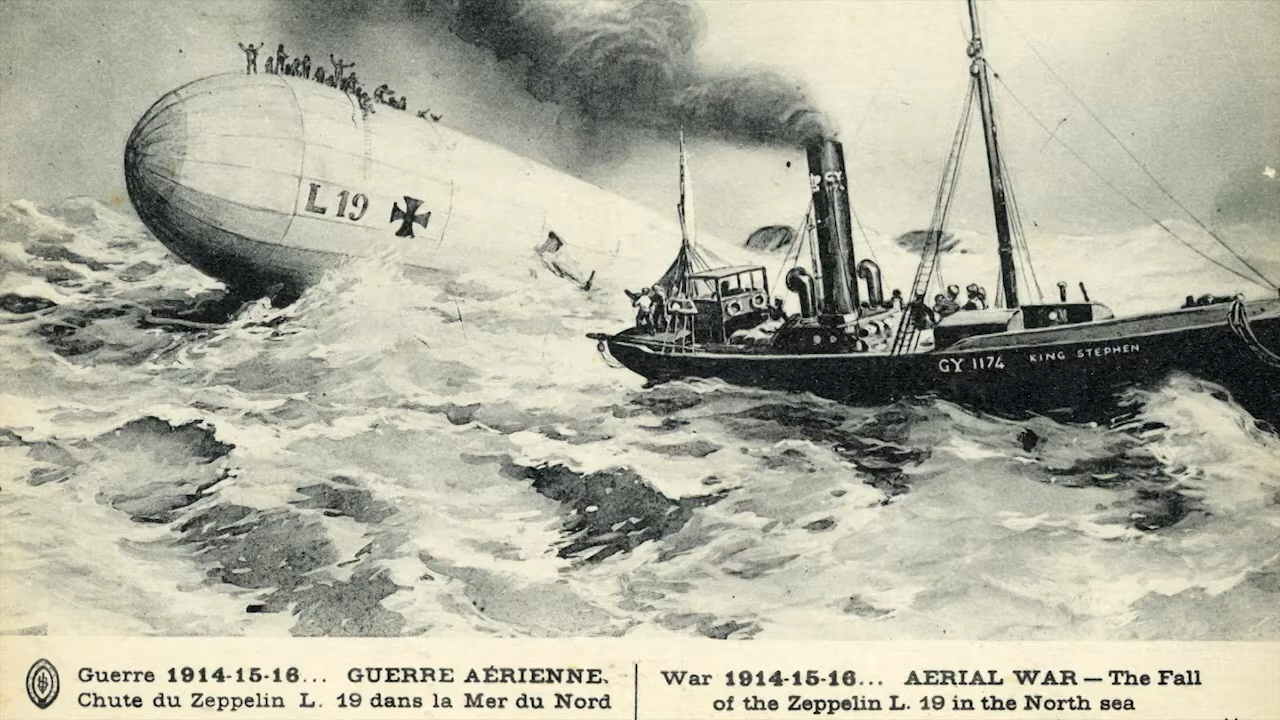 L 19
GY
GY 1174 KING STEPHEN
Guerre 1914-15-16... GUERRE AÉRIENNE.
Chute du Zeppelin L. 19 dans la Mer du Nord
War 1914-15-16... AERIAL WAR — The Fall
of the Zeppelin L. 19 in the North sea